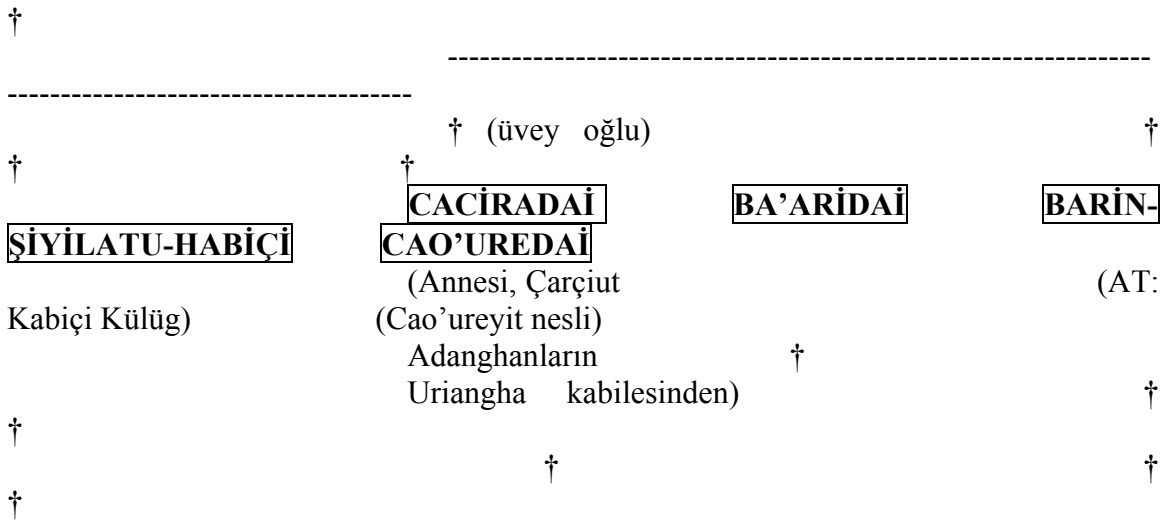 †
------------------------------------------------------------------
--------------------------------------
† (üvey oğlu) †
† †
CACİRADAİ BA’ARİDAİ BARİN-
ŞİYİLATU-HABİÇİ CAO’UREDAİ
(Annesi, Çarçiut (AT:
Kabiçi Külüg) (Cao’ureyit nesli)
Adanghanların †
Uriangha kabilesinden) †
†
† †
†